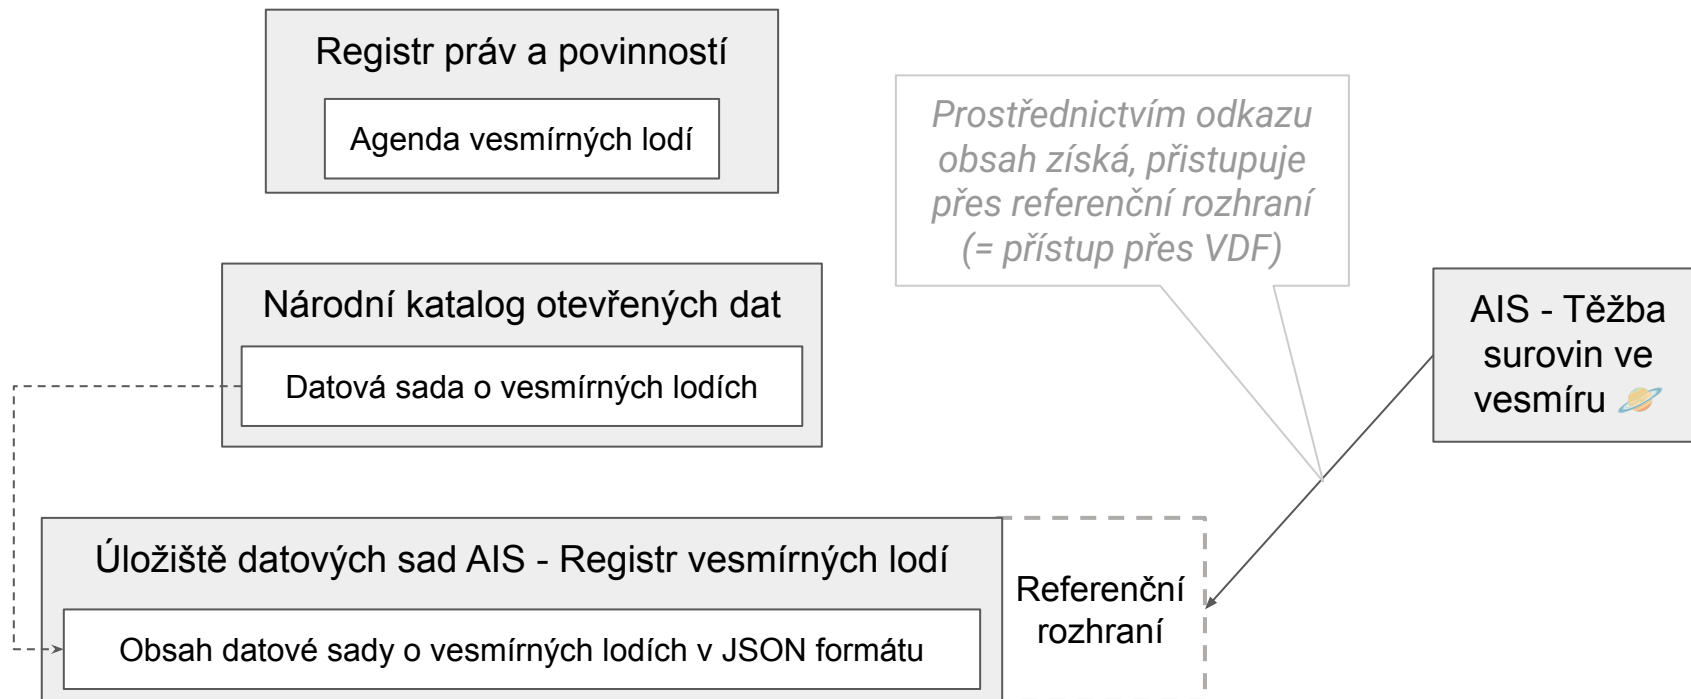 Registr práv a povinností
Agenda vesmírných lodí
Prostřednictvím odkazu
obsah získá, přistupuje
přes referenční rozhraní
(= přístup přes VDF)
Národní katalog otevřených dat
Datová sada o vesmírných lodích
AIS - Těžba
surovin ve
vesmíru 🪐
Úložiště datových sad AIS - Registr vesmírných lodí
Obsah datové sady o vesmírných lodích v JSON formátu
Referenční
rozhraní